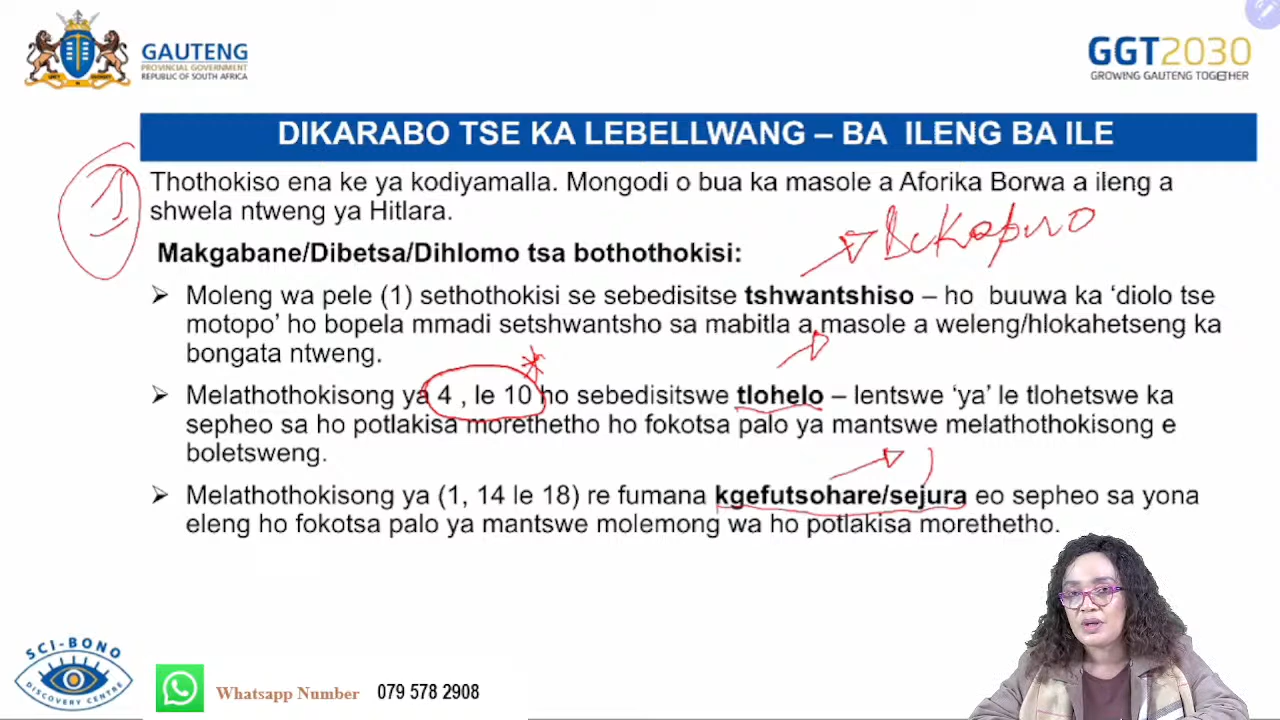 GAUTENG
PROVINCIAL GOVERNMENT
REPUBLIC OF SOUTH AFRICA
GGT2030
GROWING GAUTENG TOGETHER
DIKARABO TSE KA LEBELLWANG – BA ILENG BA ILE
Thothokiso ena ke ya kodiyamalla. Mongodi o bua ka masole a Aforika Borwa a ileng a
shwela ntweng ya Hitlara.
Makgabane/Dibetsa/Dihlomo tsa bothothokisi:
➢ Moleng wa pele (1) sethothokisi se sebedisitse tshwantshiso – ho buuwa ka ‘diolo tse
motopo’ ho bopela mmadi setshwantsho sa mabitla a masole a weleng/hlokahetseng ka
bongata ntweng.
➢ Melathothokisong ya 4 , le 10 ho sebedisitswe tlohelo – lentswe ‘ya’ le tlohetswe ka
sepheo sa ho potlakisa morethetho ho fokotsa palo ya mantswe melathothokisong e
boletsweng.
➢ Melathothokisong ya (1, 14 le 18) re fumana kgefutsohare/sejura eo sepheo sa yona
eleng ho fokotsa palo ya mantswe molemong wa ho potlakisa morethetho.
SCI-BONO
DISCOVERY CENTRE
Whatsapp Number 079 578 2908